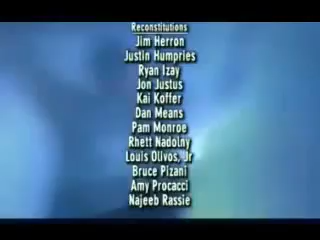 Reconstitutions
Jim Herron
Justin Humpries
Ryan Izay
Jon Justus
Kai Koffer
Dan Means
Pam Monroe
Rhett Nadolny
Louis Olivos, Jr
Bruce Pizani
Amy Procacci
Najeeb Rassie